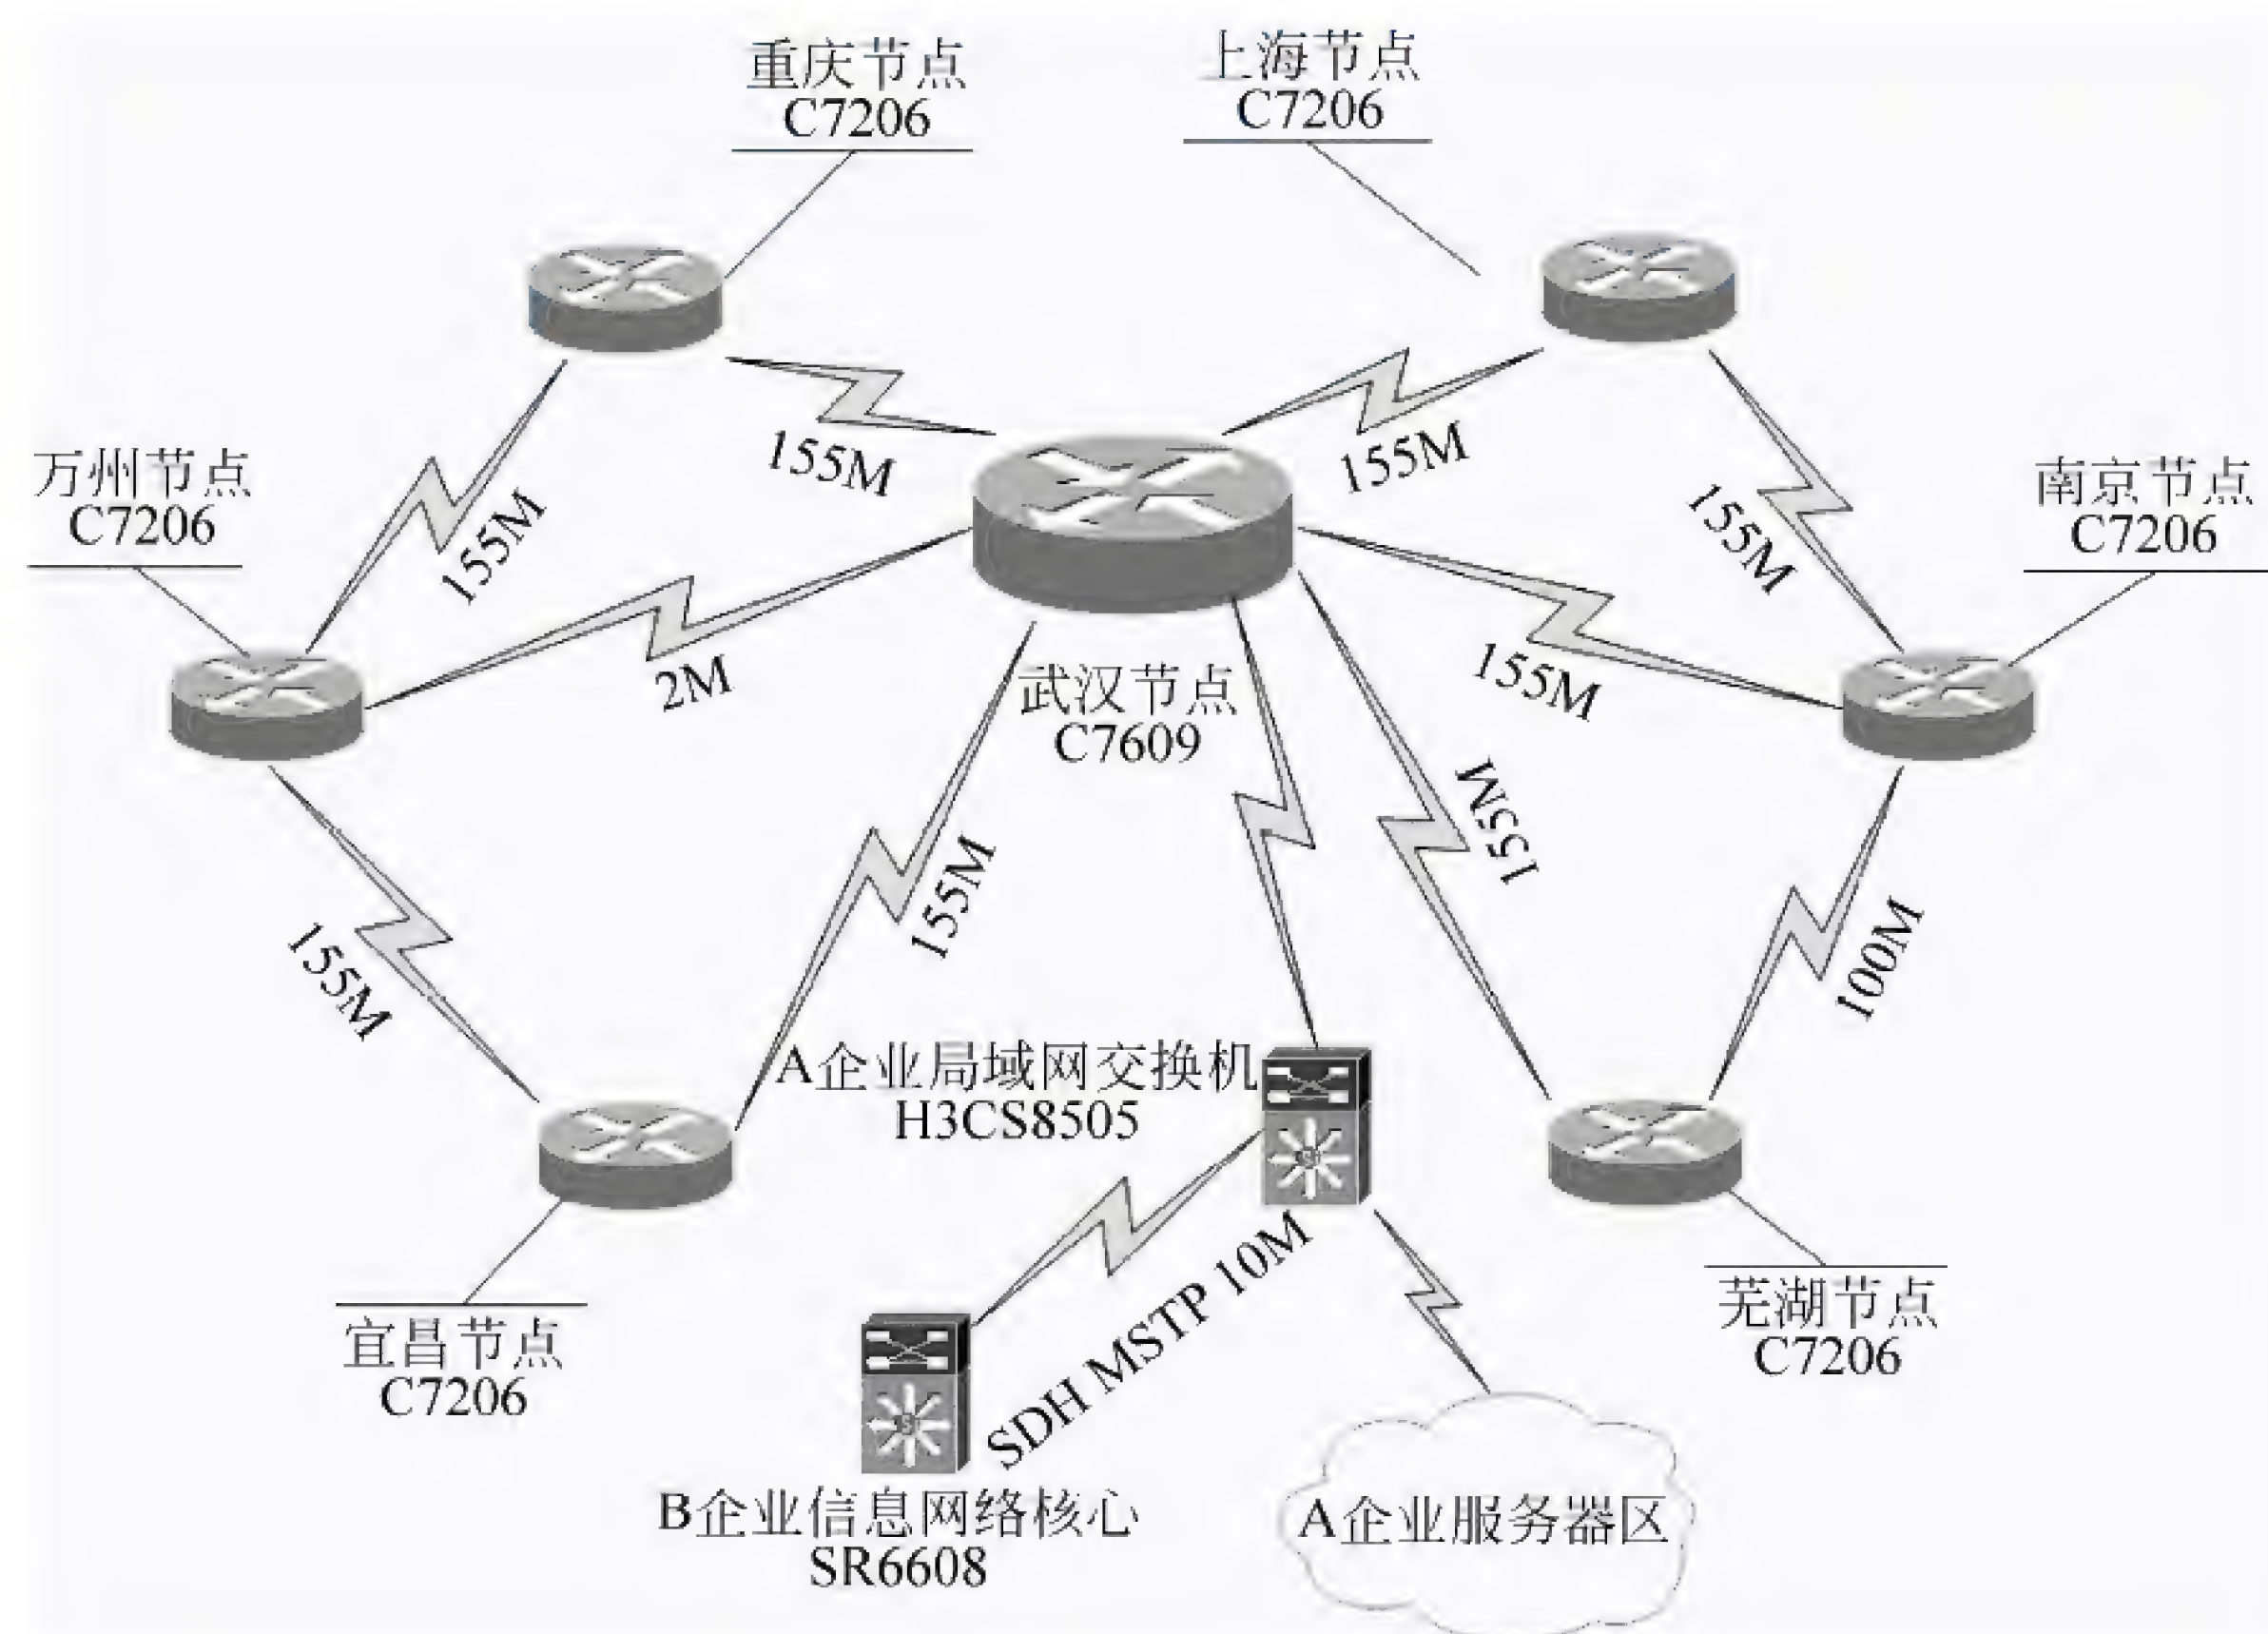 重庆节点
C7206
上海节点
C7206
155M
155M
万州节点
C7206
155M
155M
南京节点
C7206
2M
武汉节点
C7609
155M
155M
155M
155M
100M
A企业局域网交换机
H3CS8505
SDH MSTP 10M
宜昌节点
C7206
芜湖节点
C7206
B企业信息网络核心
SR6608
A企业服务器区